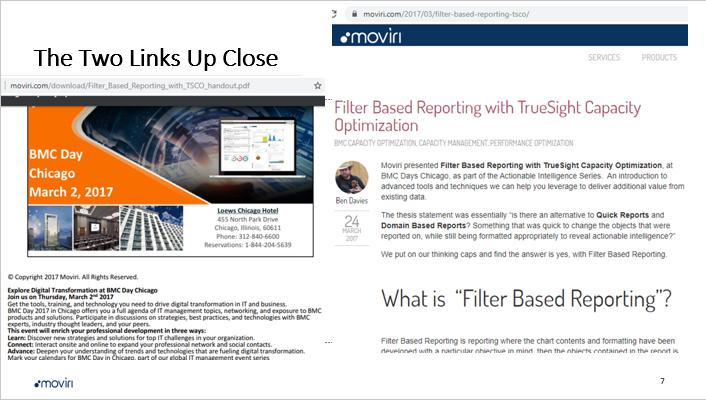 The Two Links Up Close
moviri.com/download/Filter_Based_Reporting_with_TSCO_handout.pdf
BMC Day
Chicago
March 2, 2017
Loews Chicago Hotel
455 North Park Drive
Chicago, Illinois, 60611
Phone: 312-840-6600
Reservations: 1-844-204-5639
© Copyright 2017 Moviri. All Rights Reserved.
Explore Digital Transformation at BMC Day Chicago
Join us on Thursday, March 2nd 2017
Get the tools, training, and technology you need to drive digital transformation in IT and business.
BMC Day 2017 in Chicago offers you a full agenda of IT management topics, networking, and exposure to BMC
products and solutions. Participate in discussions on strategies, best practices, and technologies with BMC
experts, industry thought leaders, and your peers.
This event will enrich your professional development in three ways:
Learn: Discover new strategies and solutions for top IT challenges in your organization.
Connect: Interact onsite and online to expand your professional network and social contacts.
Advance: Deepen your understanding of trends and technologies that are fueling digital transformation.
Mark your calendars for BMC Day in Chicago, part of our global IT management event series
moviri
moviri.com/2017/03/filter-based-reporting-tsco/
moviri
SERVICES PRODUCTS
Filter Based Reporting with TrueSight Capacity
Optimization
BMC CAPACITY OPTIMIZATION, CAPACITY MANAGEMENT, PERFORMANCE OPTIMIZATION
Ben Davies
24
MARCH
2017
Moviri presented Filter Based Reporting with TrueSight Capacity Optimization, at
BMC Days Chicago, as part of the Actionable Intelligence Series. An introduction to
advanced tools and techniques we can help you leverage to deliver additional value from
existing data.
The thesis statement was essentially "is there an alternative to Quick Reports and
Domain Based Reports? Something that was quick to change the objects that were
reported on, while still being formatted appropriately to reveal actionable intelligence?"
We put on our thinking caps and find the answer is yes, with Filter Based Reporting.
What is "Filter Based Reporting"?
Filter Based Reporting is reporting where the chart contents and formatting have been
developed with a particular objective in mind, then the objects contained in the report is
7